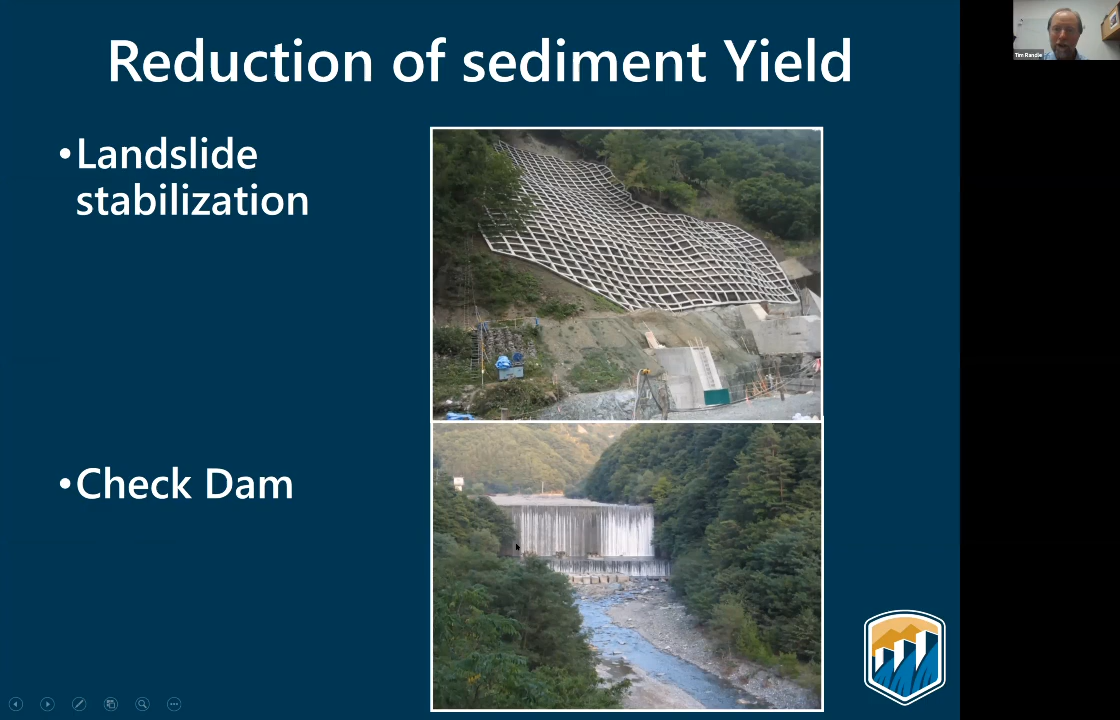 Reduction of sediment Yield
•Landslide
stabilization
•Check Dam
Tim Randle